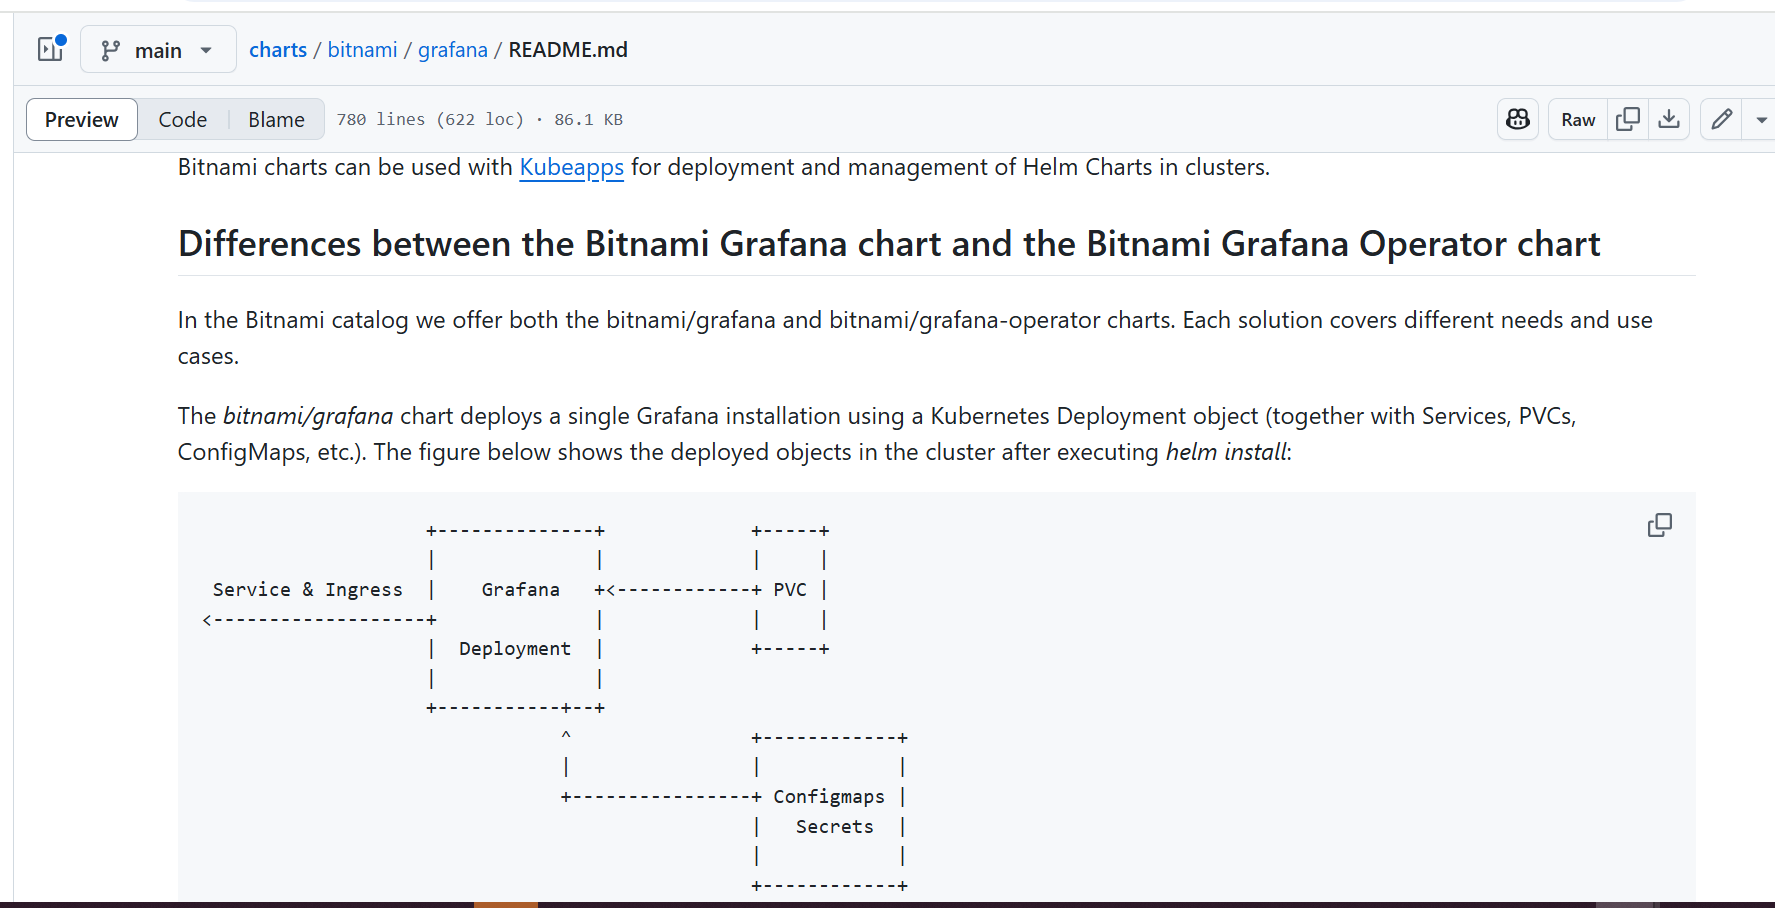 main
charts / bitnami / grafana / README.md
Preview Code Blame 780 lines (622 loc) · 86.1 KB Raw
Bitnami charts can be used with Kubeapps for deployment and management of Helm Charts in clusters.
Differences between the Bitnami Grafana chart and the Bitnami Grafana Operator chart
In the Bitnami catalog we offer both the bitnami/grafana and bitnami/grafana-operator charts. Each solution covers different needs and use
cases.
The bitnami/grafana chart deploys a single Grafana installation using a Kubernetes Deployment object (together with Services, PVCs,
ConfigMaps, etc.). The figure below shows the deployed objects in the cluster after executing helm install:
                    +--------------+             +-----+
                    |              |             |     |
 Service & Ingress  |    Grafana   +<------------+ PVC |
<-------------------+              |             |     |
                    |  Deployment  |             +-----+
                    |              |
                    +-----------+--+
                                ^                +------------+
                                |                |            |
                                +----------------+ Configmaps |
                                                 |   Secrets  |
                                                 |            |
                                                 +------------+